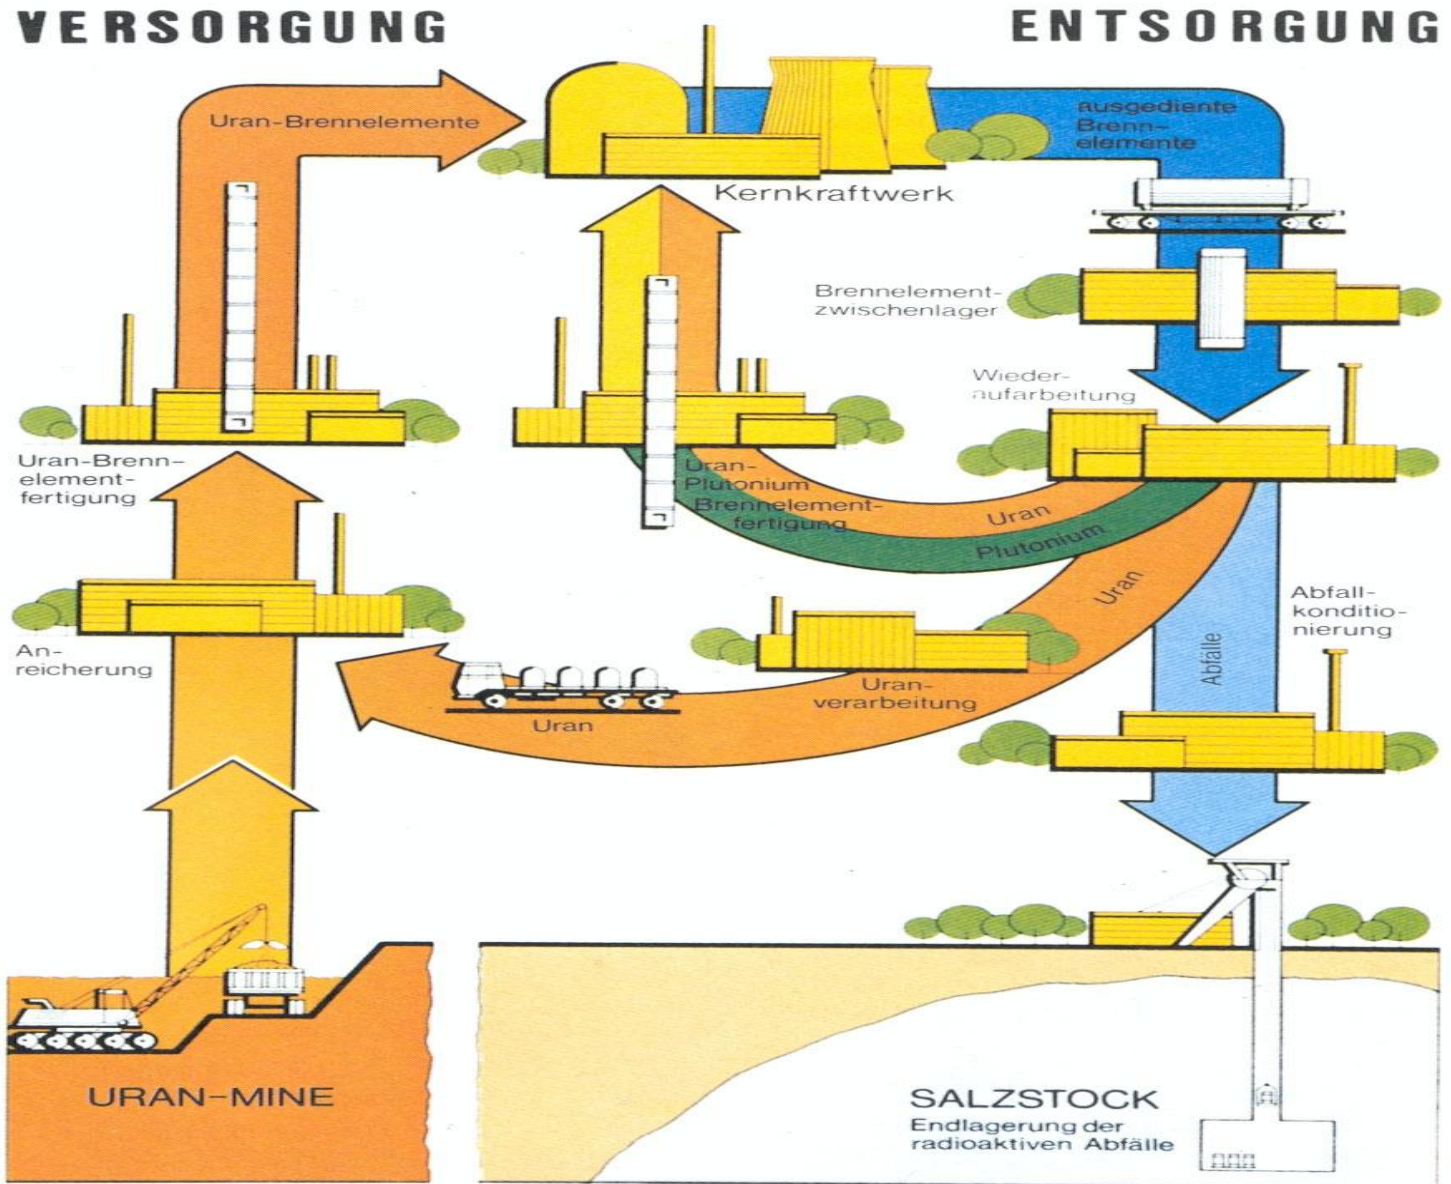 VERSORGUNG
ENTSORGUNG
Uran-Brennelemente
ausgediente
Brenn-
elemente
Kernkraftwerk
Brennelement-
zwischenlager
Wieder-
aufarbeitung
Uran-Brenn-
element-
fertigung
Uran-
Plutonium
Brennelement-
fertigung
Uran
Plutonium
Uran
Abfall-
konditio-
nierung
Abfälle
An-
reicherung
Uran-
verarbeitung
Uran
URAN-MINE
SALZSTOCK
Endlagerung der
radioaktiven Abfälle